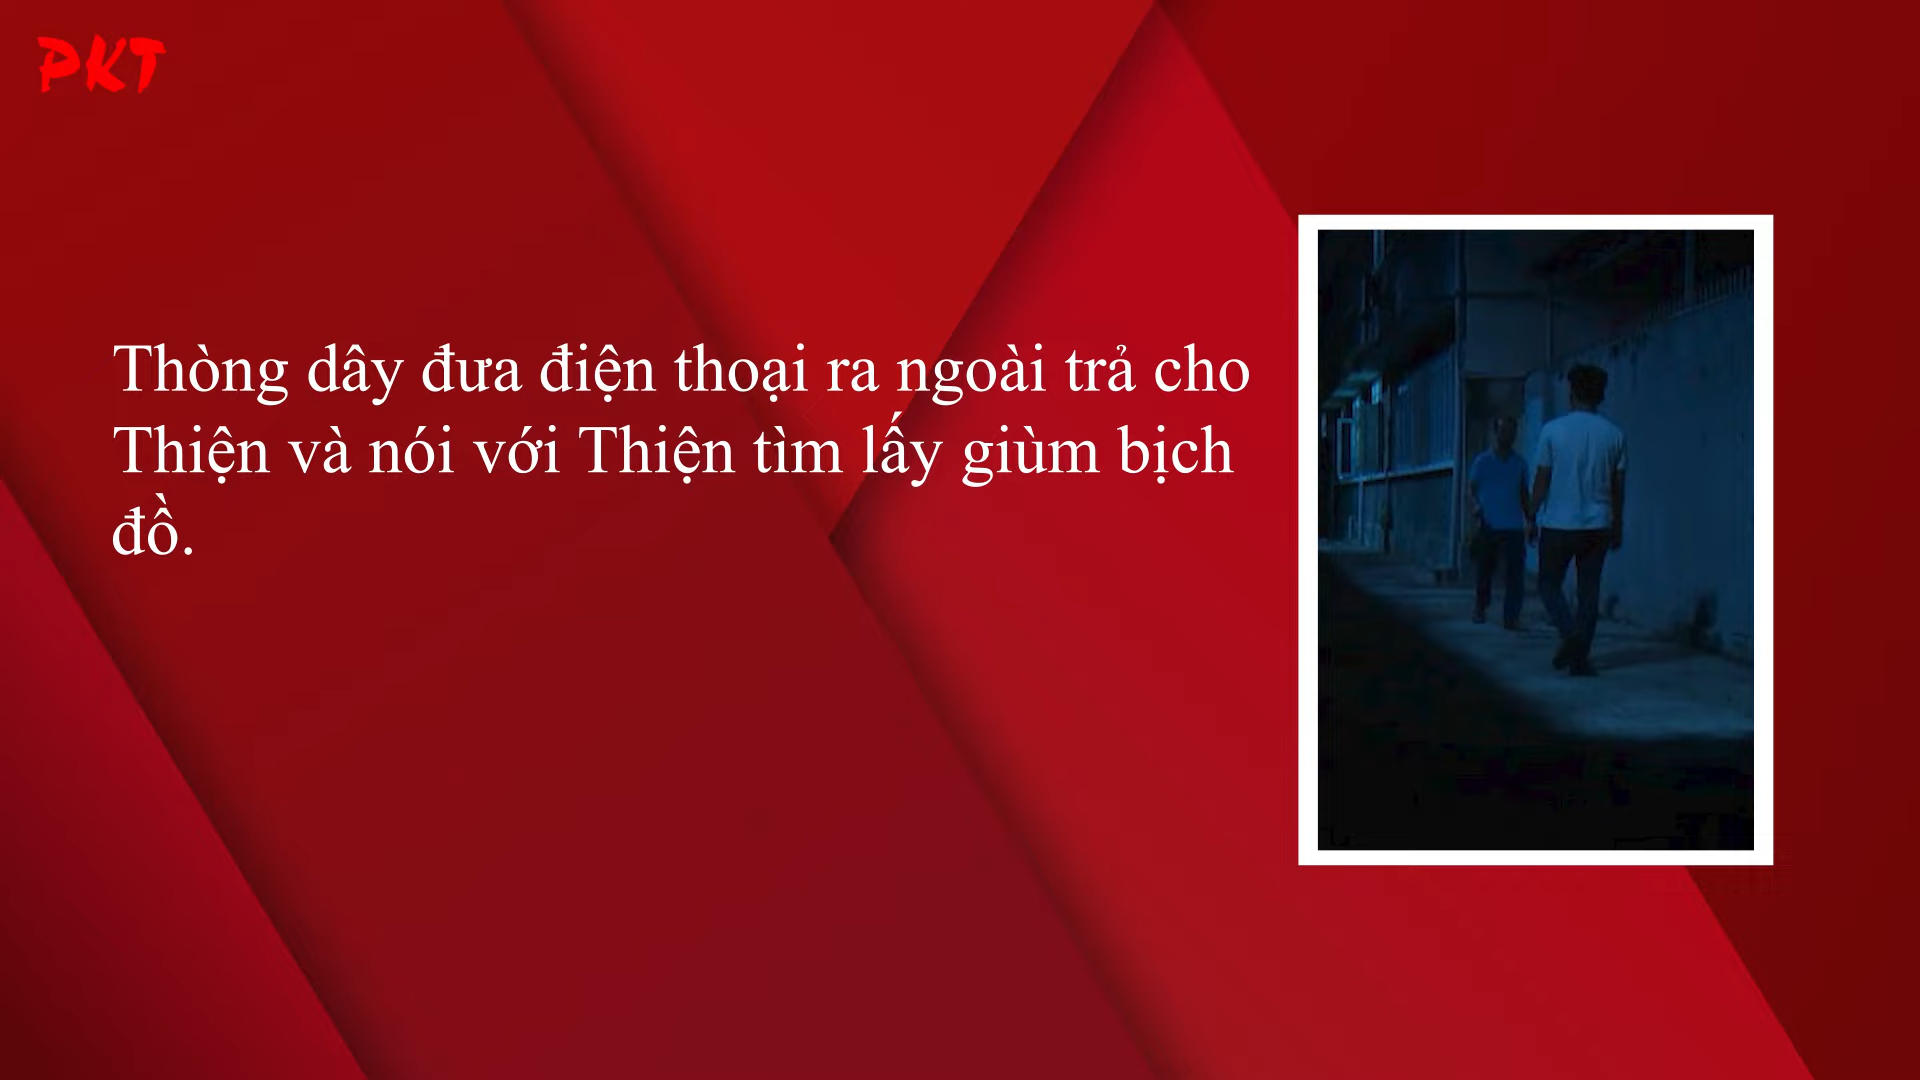 PKT
Thòng dây đưa điện thoại ra ngoài trả cho
Thiện và nói với Thiện tìm lấy giùm bịch
đồ.